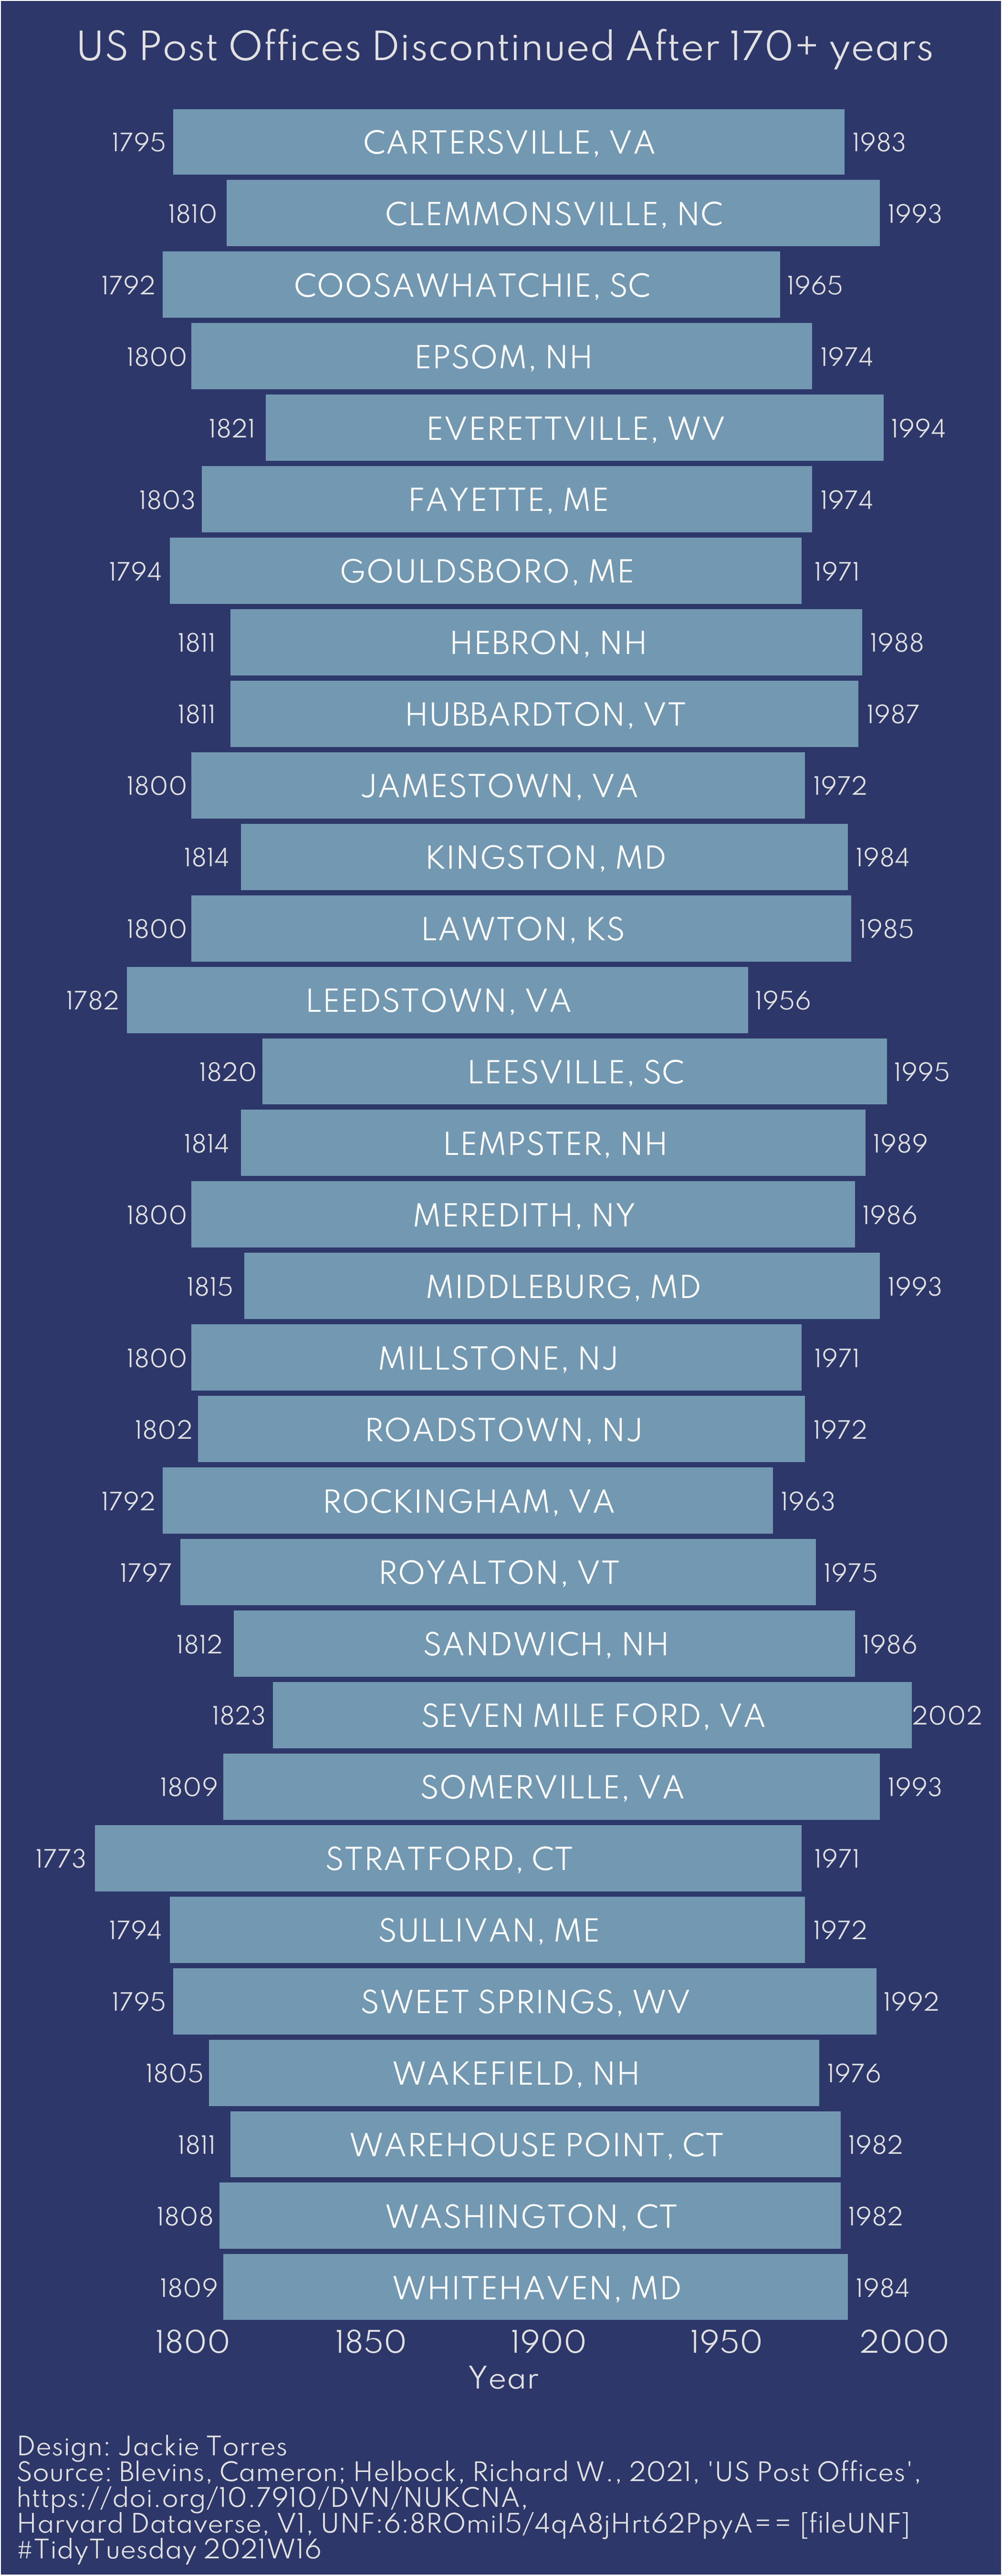 US Post Offices Discontinued After 170+ years
1795 CARTERSVILLE, VA 1983
1810 CLEMMONSVILLE, NC 1993
1792 COOSAWHATCHIE, SC 1965
1800 EPSOM, NH 1974
1821 EVERETTVILLE, WV 1994
1803 FAYETTE, ME 1974
1794 GOULDSBORO, ME 1971
1811 HEBRON, NH 1988
1811 HUBBARDTON, VT 1987
1800 JAMESTOWN, VA 1972
1814 KINGSTON, MD 1984
1800 LAWTON, KS 1985
1782 LEEDSTOWN, VA 1956
1820 LEESVILLE, SC 1995
1814 LEMPSTER, NH 1989
1800 MEREDITH, NY 1986
1815 MIDDLEBURG, MD 1993
1800 MILLSTONE, NJ 1971
1802 ROADSTOWN, NJ 1972
1792 ROCKINGHAM, VA 1963
1797 ROYALTON, VT 1975
1812 SANDWICH, NH 1986
1823 SEVEN MILE FORD, VA 2002
1809 SOMERVILLE, VA 1993
1773 STRATFORD, CT 1971
1794 SULLIVAN, ME 1972
1795 SWEET SPRINGS, WV 1992
1805 WAKEFIELD, NH 1976
1811 WAREHOUSE POINT, CT 1982
1808 WASHINGTON, CT 1982
1809 WHITEHAVEN, MD 1984
1800 1850 1900 1950 2000
Year
Design: Jackie Torres
Source: Blevins, Cameron; Helbock, Richard W., 2021, 'US Post Offices',
https://doi.org/10.7910/DVN/NUKCNA,
Harvard Dataverse, V1, UNF:6:8ROmiI5/4qA8jHrt62PpyA== [fileUNF]
#TidyTuesday 2021W16